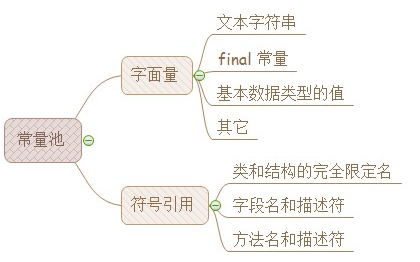 常量池
字面量
文本字符串
final 常量
基本数据类型的值
其它
符号引用
类和结构的完全限定名
字段名和描述符
方法名和描述符